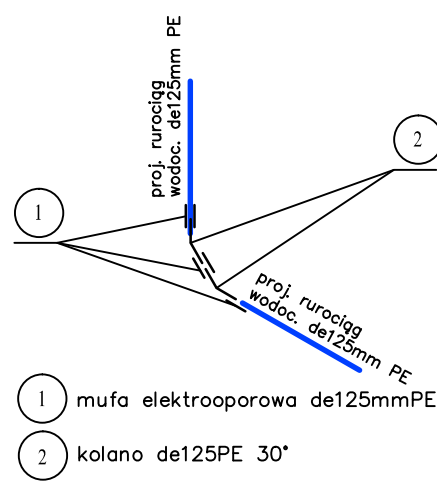 proj. rurociąg
wodoc. de125mm PE
2
1
proj. rurociąg
wodoc. de125mm PE
1 mufa elektrooporowa de125mmPE
2 kolano de125PE 30°